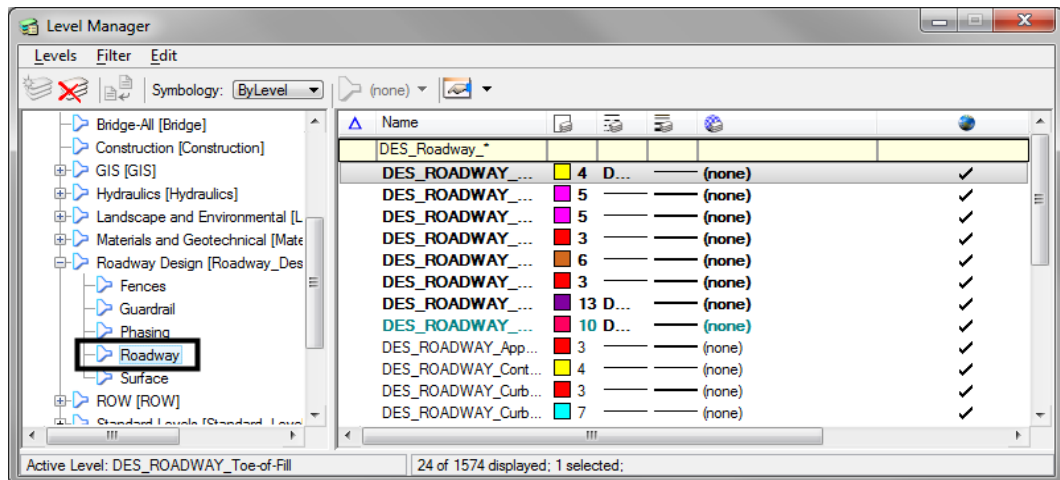 Level Manager
Levels Filter Edit
Symbology: ByLevel (none)
Bridge-All [Bridge]
Construction [Construction]
GIS [GIS]
Hydraulics [Hydraulics]
Landscape and Environmental [L
Materials and Geotechnical [Mate
Roadway Design [Roadway_Des
Fences
Guardrail
Phasing
Roadway
Surface
ROW [ROW]
Standard Levels [Standard_Leve
Name
DES_Roadway_*
DES_ROADWAY_... 4 D... (none)
DES_ROADWAY_... 5 (none)
DES_ROADWAY_... 5 (none)
DES_ROADWAY_... 3 (none)
DES_ROADWAY_... 6 (none)
DES_ROADWAY_... 3 (none)
DES_ROADWAY_... 13 D... (none)
DES_ROADWAY_... 10 D... (none)
DES_ROADWAY_App... 3 (none)
DES_ROADWAY_Cont... 4 (none)
DES_ROADWAY_Curb... 3 (none)
DES_ROADWAY_Curb... 7 (none)
Active Level: DES_ROADWAY_Toe-of-Fill
24 of 1574 displayed; 1 selected;